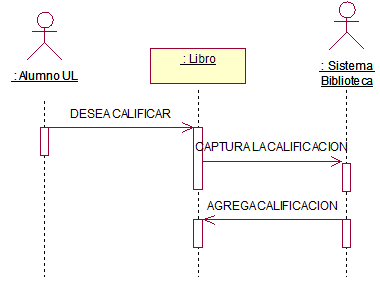 : Alumno UL
: Libro
: Sistema
Biblioteca
DESEA CALIFICAR
CAPTURA LA CALIFICACION
AGREGA CALIFICACION